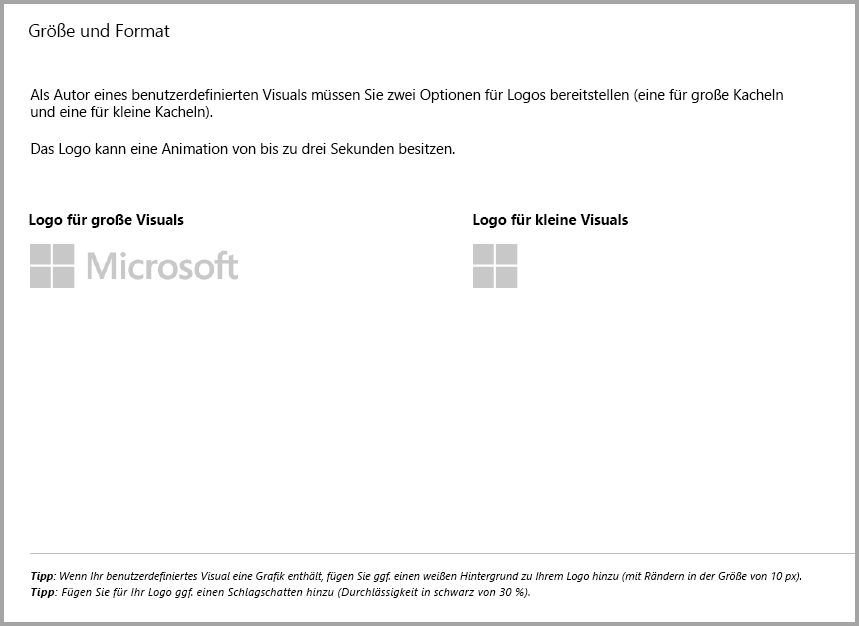 Größe und Format
Als Autor eines benutzerdefinierten Visuals müssen Sie zwei Optionen für Logos bereitstellen (eine für große Kacheln
und eine für kleine Kacheln).
Das Logo kann eine Animation von bis zu drei Sekunden besitzen.
Logo für große Visuals
Logo für kleine Visuals
Microsoft
Tipp: Wenn Ihr benutzerdefiniertes Visual eine Grafik enthält, fügen Sie ggf. einen weißen Hintergrund zu Ihrem Logo hinzu (mit Rändern in der Größe von 10 px).
Tipp: Fügen Sie für Ihr Logo ggf. einen Schlagschatten hinzu (Durchlässigkeit in schwarz von 30 %).